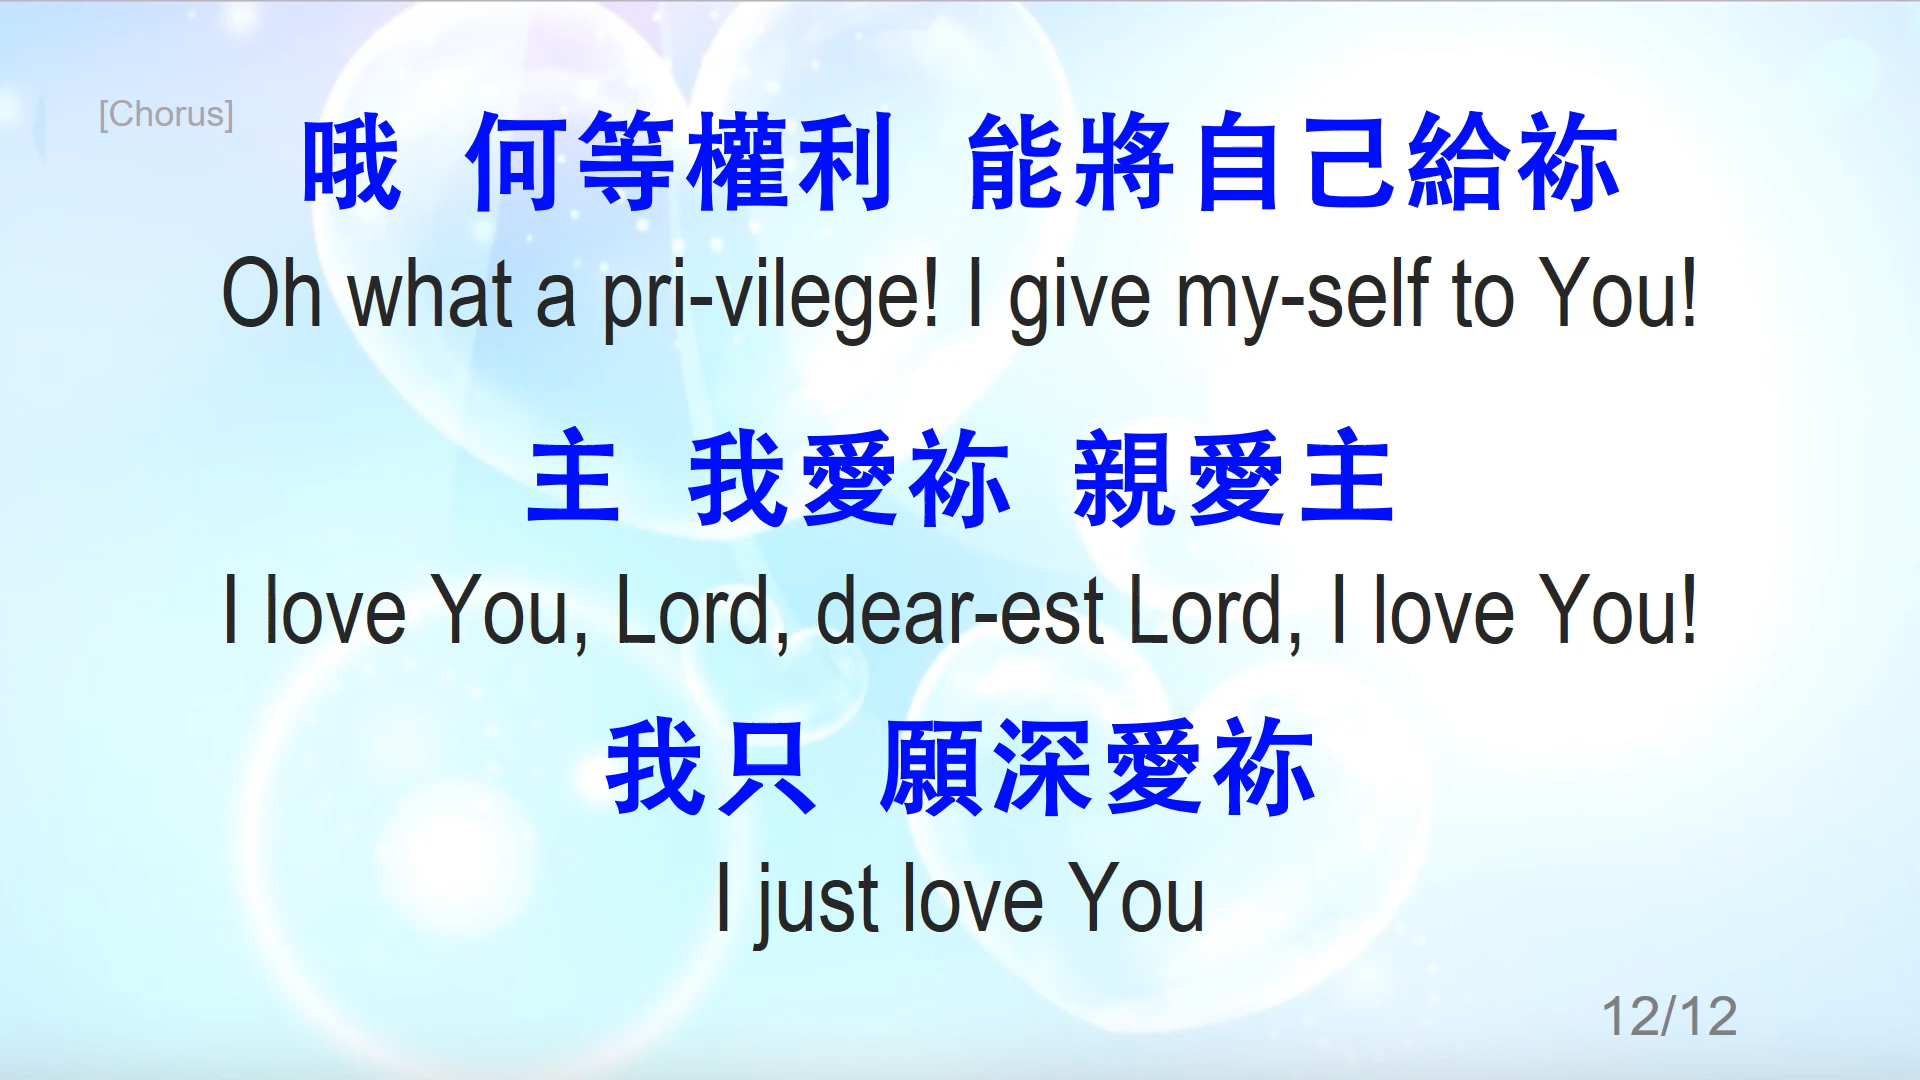 [Chorus]
哦 何等權利 能將自己給祢
Oh what a pri-vilege! I give my-self to You!
主 我愛祢 親愛主
I love You, Lord, dear-est Lord, I love You!
我只 願深愛祢
I just love You
12/12